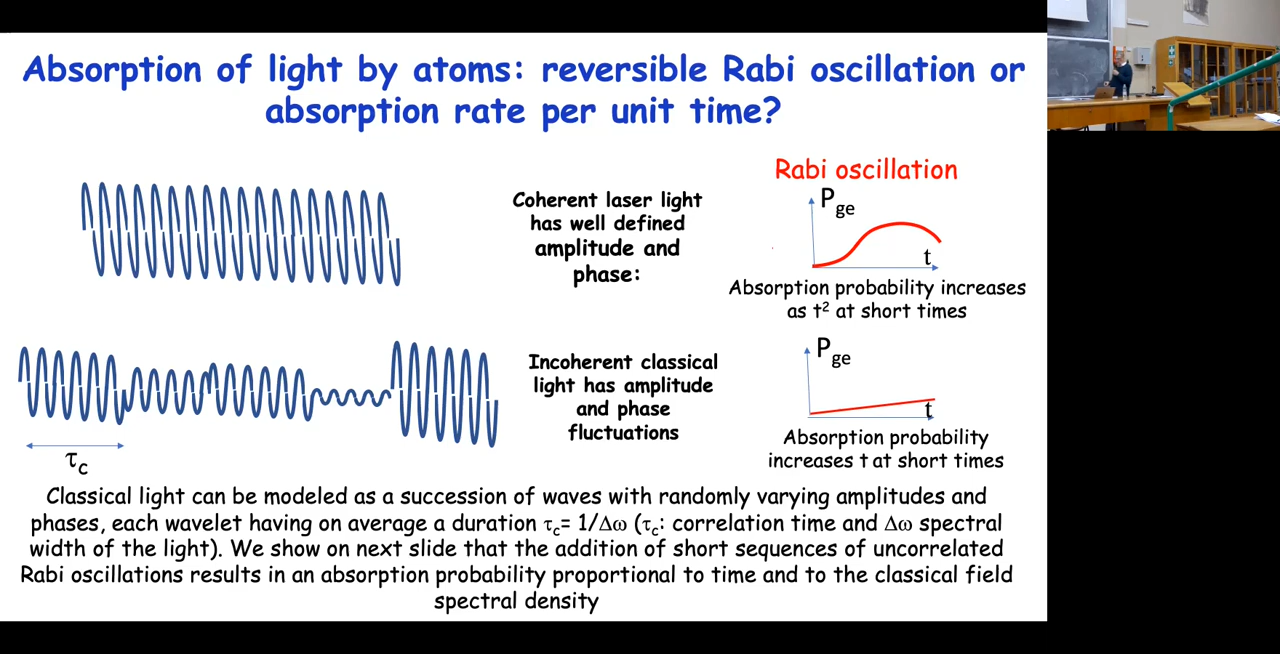 Absorption of light by atoms: reversible Rabi oscillation or
absorption rate per unit time?
Coherent laser light
has well defined
amplitude and
phase:
Rabi oscillation
Pge
t
Absorption probability increases
as t² at short times
Incoherent classical
light has amplitude
and phase
fluctuations
Pge
t
Absorption probability
increases t at short times
τc
Classical light can be modeled as a succession of waves with randomly varying amplitudes and
phases, each wavelet having on average a duration τc= 1/Δω (τc: correlation time and Δω spectral
width of the light). We show on next slide that the addition of short sequences of uncorrelated
Rabi oscillations results in an absorption probability proportional to time and to the classical field
spectral density